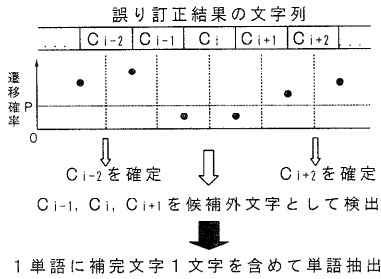 誤り訂正結果の文字列
... Ci-2 Ci-1 Ci Ci+1 Ci+2 ...
遷移確率
P
0
Ci-2を確定 Ci+2を確定
Ci-1, Ci, Ci+1を候補外文字として検出
1単語に補完文字1文字を含めて単語抽出